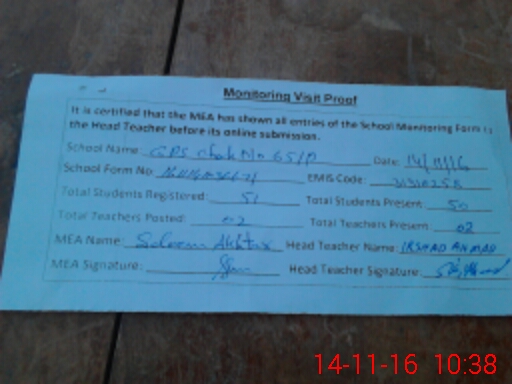 Monitoring Visit Proof
It is certified that the MEA has shown all entries of the School Monitoring Form to
the Head Teacher before its online submission.
School Name: GPS Chak No 65/P Date: 14/11/16
School Form No: EMIS Code:
Total Students Registered: 51 Total Students Present: 50
Total Teachers Posted: 02 Total Teachers Present: 02
MEA Name: Saleem Akhtar Head Teacher Name: IRSHAD AHMAD
MEA Signature: Head Teacher Signature:
14-11-16 10:38